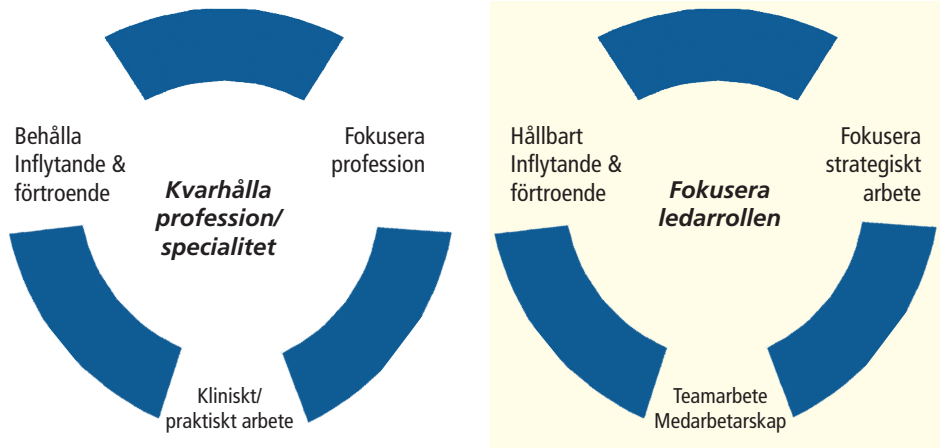 Behålla
Inflytande &
förtroende
Fokusera
profession
Kvarhålla
profession/
specialitet
Kliniskt/
praktiskt arbete
Hållbart
Inflytande &
förtroende
Fokusera
strategiskt
arbete
Fokusera
ledarrollen
Teamarbete
Medarbetarskap